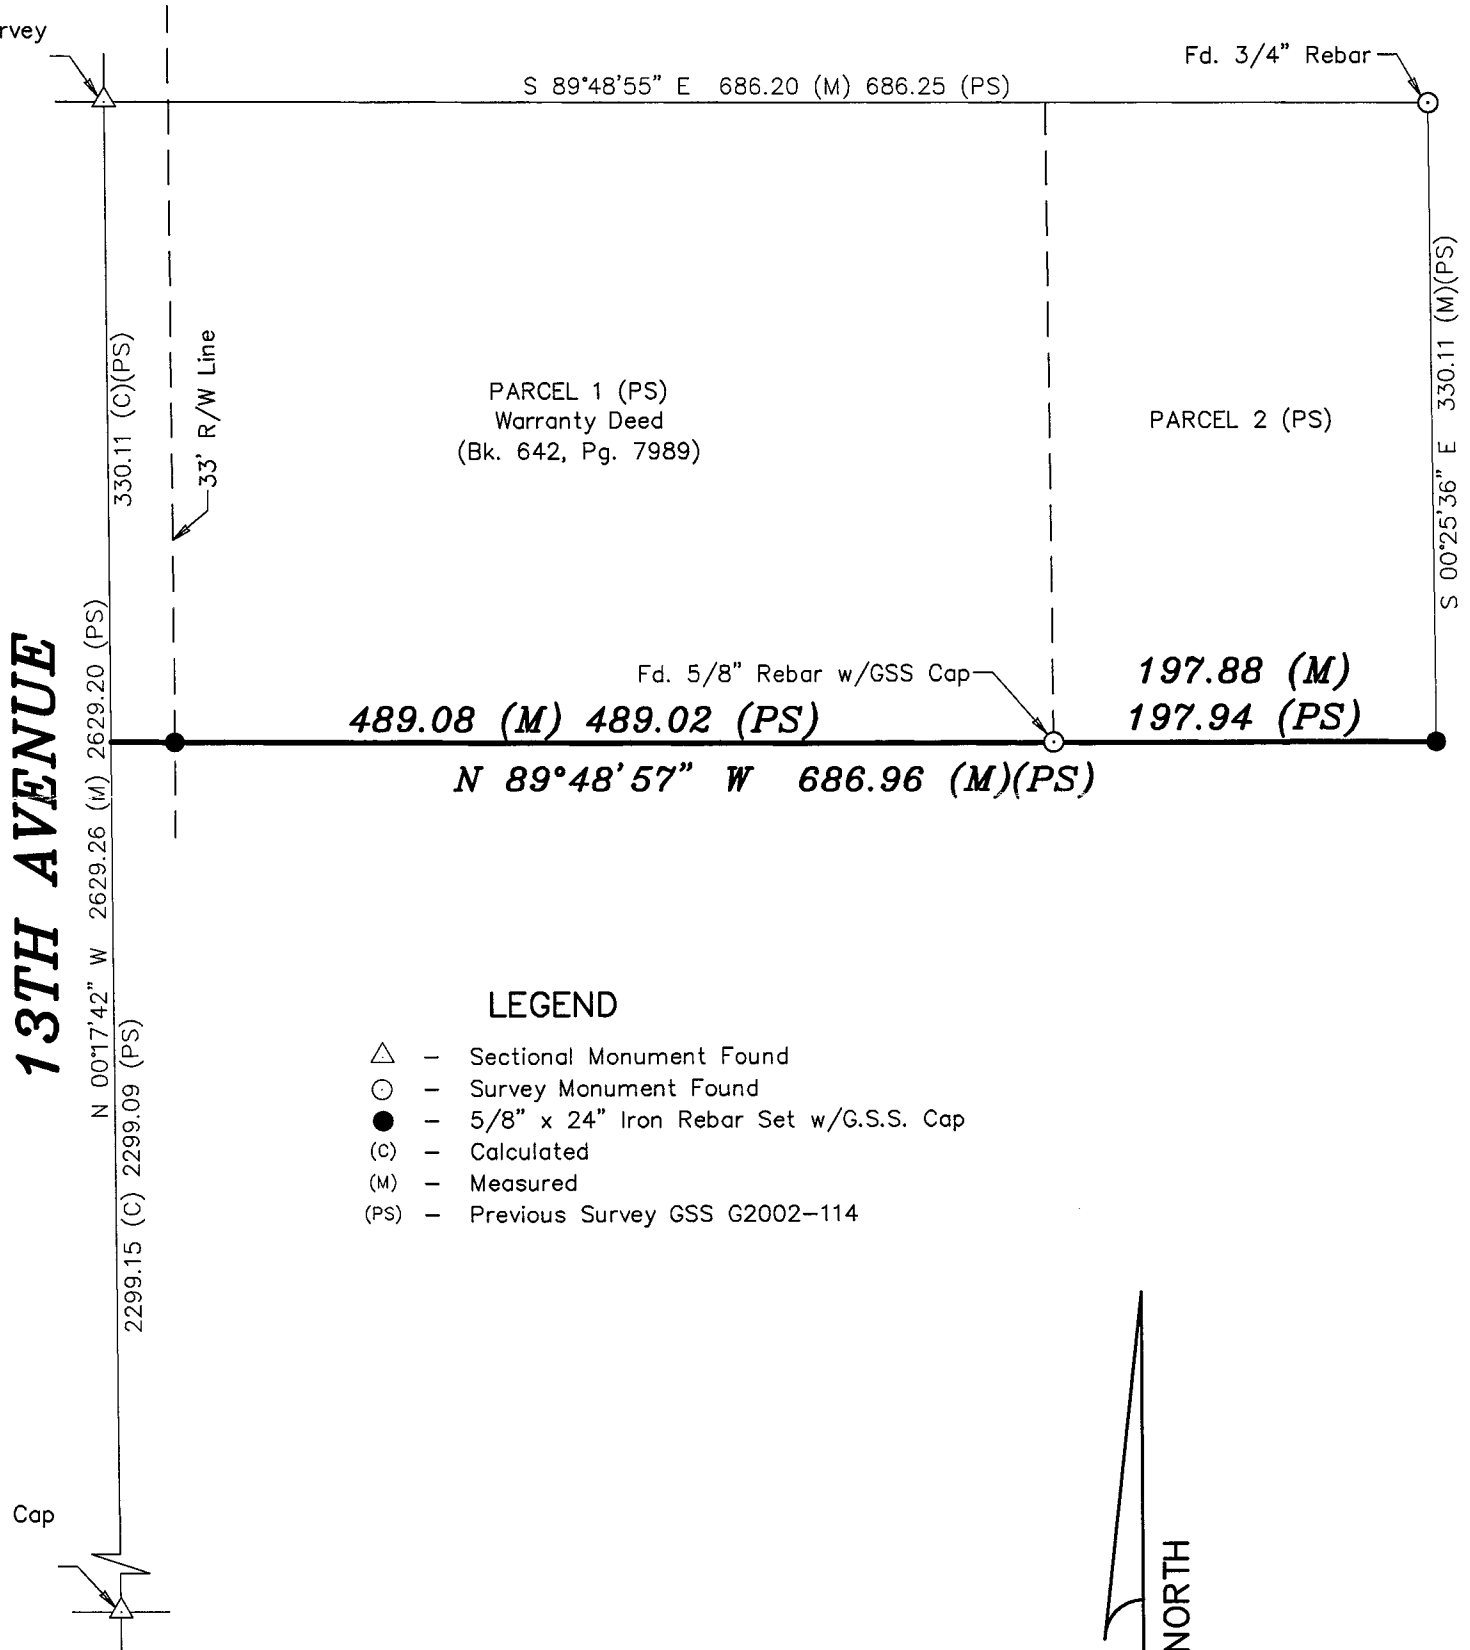 rvey
Fd. 3/4" Rebar
S 89°48'55" E 686.20 (M) 686.25 (PS)
330.11 (C)(PS)
33' R/W Line
PARCEL 1 (PS)
Warranty Deed
(Bk. 642, Pg. 7989)
PARCEL 2 (PS)
S 00°25'36" E 330.11 (M)(PS)
13TH AVENUE
N 00°17'42" W 2629.26 (M) 2629.20 (PS)
Fd. 5/8" Rebar w/GSS Cap
197.88 (M)
489.08 (M) 489.02 (PS)
197.94 (PS)
N 89°48'57" W 686.96 (M)(PS)
2299.15 (C) 2299.09 (PS)
LEGEND
– Sectional Monument Found
– Survey Monument Found
– 5/8" x 24" Iron Rebar Set w/G.S.S. Cap
(C) – Calculated
(M) – Measured
(PS) – Previous Survey GSS G2002–114
Cap
NORTH